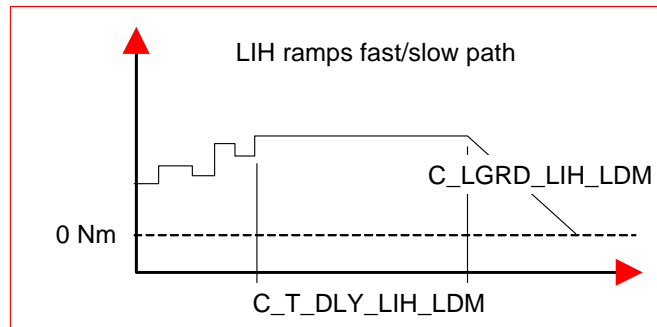 LIH ramps fast/slow path
C_LGRD_LIH_LDM
0 Nm
C_T_DLY_LIH_LDM